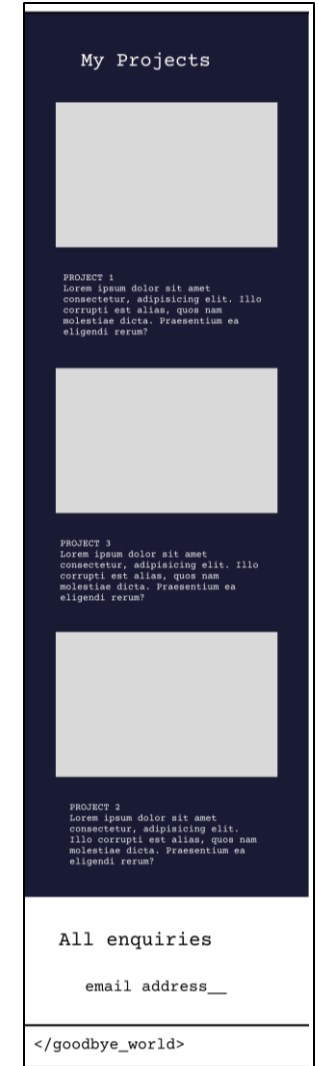 My Projects
PROJECT 1
Lorem ipsum dolor sit amet
consectetur, adipisicing elit. Illo
corrupti est alias, quos nam
molestiae dicta. Praesentium ea
eligendi rerum?
PROJECT 3
Lorem ipsum dolor sit amet
consectetur, adipisicing elit. Illo
corrupti est alias, quos nam
molestiae dicta. Praesentium ea
eligendi rerum?
PROJECT 2
Lorem ipsum dolor sit amet
consectetur, adipisicing elit.
Illo corrupti est alias, quos nam
molestiae dicta. Praesentium ea
eligendi rerum?
All enquiries
email address__
</goodbye_world>